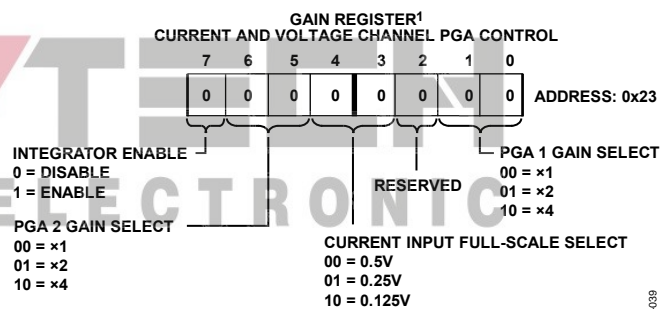 GAIN REGISTER1
CURRENT AND VOLTAGE CHANNEL PGA CONTROL
7 6 5 4 3 2 1 0
0 0 0 0 0 0 0 0 ADDRESS: 0x23
INTEGRATOR ENABLE
0 = DISABLE
1 = ENABLE
PGA 2 GAIN SELECT
00 = ×1
01 = ×2
10 = ×4
RESERVED
CURRENT INPUT FULL-SCALE SELECT
00 = 0.5V
01 = 0.25V
10 = 0.125V
PGA 1 GAIN SELECT
00 = ×1
01 = ×2
10 = ×4
TECH
ELECTRONIC